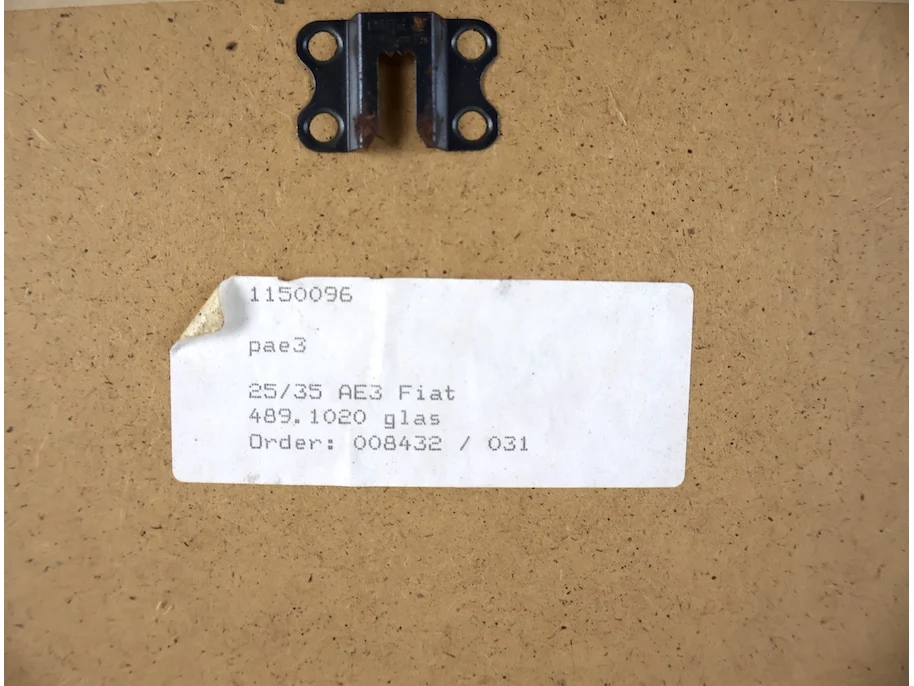 1150096
pae3
25/35 AE3 Fiat
489.1020 glas
Order: 008432 / 031